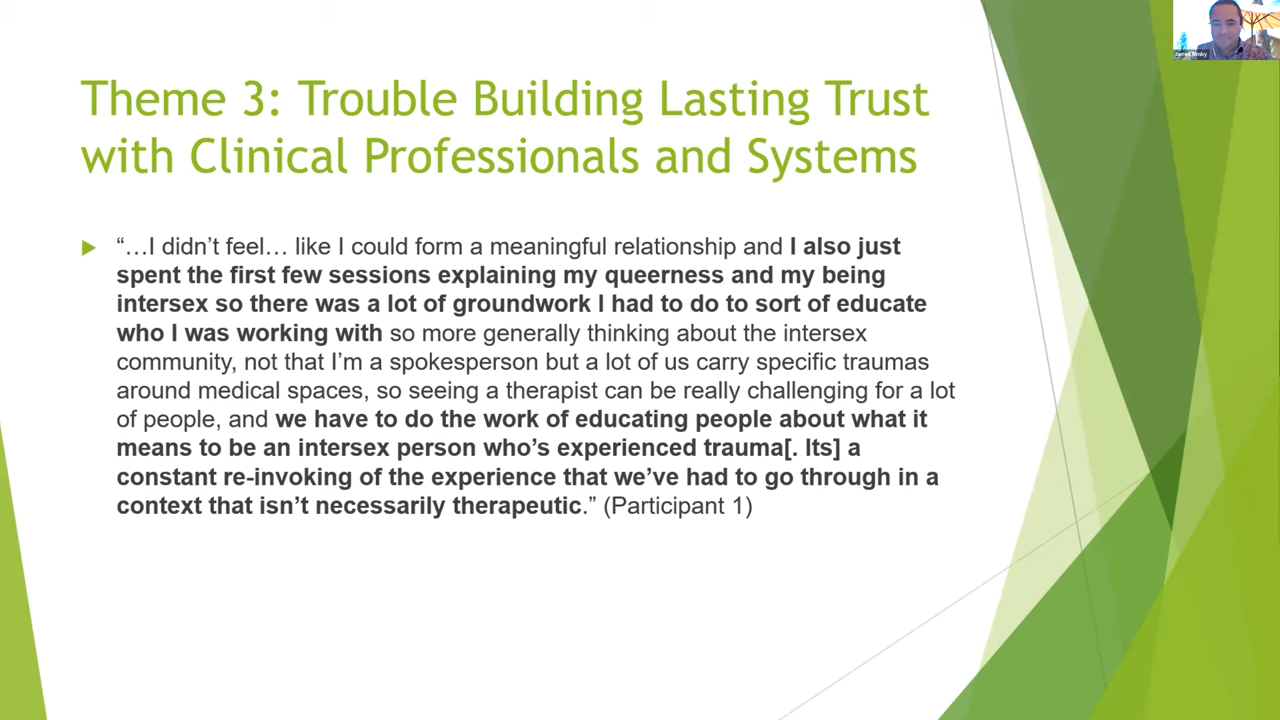 Theme 3: Trouble Building Lasting Trust
with Clinical Professionals and Systems
“…I didn’t feel… like I could form a meaningful relationship and I also just
spent the first few sessions explaining my queerness and my being
intersex so there was a lot of groundwork I had to do to sort of educate
who I was working with so more generally thinking about the intersex
community, not that I’m a spokesperson but a lot of us carry specific traumas
around medical spaces, so seeing a therapist can be really challenging for a lot
of people, and we have to do the work of educating people about what it
means to be an intersex person who’s experienced trauma[. Its] a
constant re-invoking of the experience that we’ve had to go through in a
context that isn’t necessarily therapeutic.” (Participant 1)